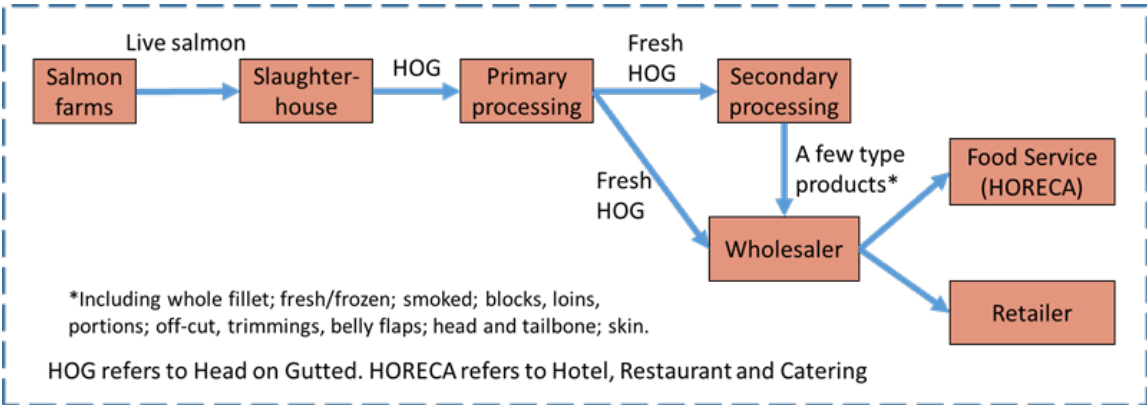 Live salmon
Salmon
farms
Slaughter-
house
HOG
Primary
processing
Fresh
HOG
Secondary
processing
Fresh
HOG
A few type
products*
Wholesaler
Food Service
(HORECA)
Retailer
*Including whole fillet; fresh/frozen; smoked; blocks, loins,
portions; off-cut, trimmings, belly flaps; head and tailbone; skin.
HOG refers to Head on Gutted. HORECA refers to Hotel, Restaurant and Catering